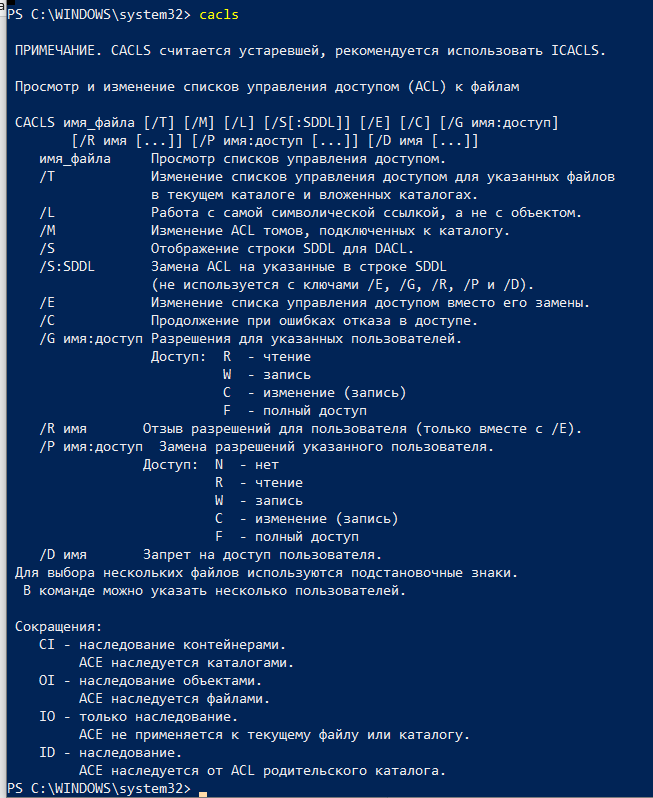 PS C:\WINDOWS\system32> cacls
ПРИМЕЧАНИЕ. CACLS считается устаревшей, рекомендуется использовать ICACLS.
Просмотр и изменение списков управления доступом (ACL) к файлам
CACLS имя_файла [/T] [/M] [/L] [/S[:SDDL]] [/E] [/C] [/G имя:доступ]
[/R имя [...]] [/P имя:доступ [...]] [/D имя [...]]
имя_файла Просмотр списков управления доступом.
/T Изменение списков управления доступом для указанных файлов
в текущем каталоге и вложенных каталогах.
/L Работа с самой символической ссылкой, а не с объектом.
/M Изменение ACL томов, подключенных к каталогу.
/S Отображение строки SDDL для DACL.
/S:SDDL Замена ACL на указанные в строке SDDL
(не используется с ключами /E, /G, /R, /P и /D).
/E Изменение списка управления доступом вместо его замены.
/C Продолжение при ошибках отказа в доступе.
/G имя:доступ Разрешения для указанных пользователей.
Доступ: R - чтение
W - запись
C - изменение (запись)
F - полный доступ
/R имя Отзыв разрешений для пользователя (только вместе с /E).
/P имя:доступ Замена разрешений указанного пользователя.
Доступ: N - нет
R - чтение
W - запись
C - изменение (запись)
F - полный доступ
/D имя Запрет на доступ пользователя.
Для выбора нескольких файлов используются подстановочные знаки.
В команде можно указать несколько пользователей.
Сокращения:
CI - наследование контейнерами.
ACE наследуется каталогами.
OI - наследование объектами.
ACE наследуется файлами.
IO - только наследование.
ACE не применяется к текущему файлу или каталогу.
ID - наследование.
ACE наследуется от ACL родительского каталога.
PS C:\WINDOWS\system32>